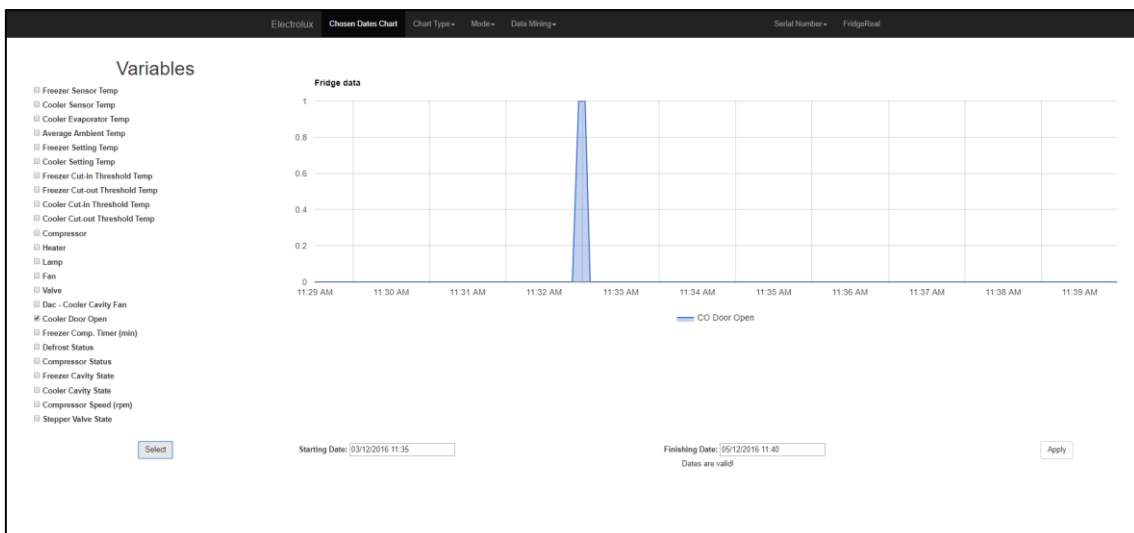 Electrolux Chosen Dates Chart Chart Type Mode Data Mining Serial Number FridgeReal
Variables
Freezer Sensor Temp
Cooler Sensor Temp
Cooler Evaporator Temp
Average Ambient Temp
Freezer Setting Temp
Cooler Setting Temp
Freezer Cut-in Threshold Temp
Freezer Cut-out Threshold Temp
Cooler Cut-in Threshold Temp
Cooler Cut-out Threshold Temp
Compressor
Heater
Lamp
Fan
Valve
Dac - Cooler Cavity Fan
Cooler Door Open
Freezer Comp. Timer (min)
Defrost Status
Compressor Status
Freezer Cavity State
Cooler Cavity State
Compressor Speed (rpm)
Stepper Valve State
Select
Fridge data
1
0.8
0.6
0.4
0.2
0
11:29 AM 11:30 AM 11:31 AM 11:32 AM 11:33 AM 11:34 AM 11:35 AM 11:36 AM 11:37 AM 11:38 AM 11:39 AM
CO Door Open
Starting Date: 03/12/2016 11:35
Finishing Date: 05/12/2016 11:40
Dates are valid!
Apply